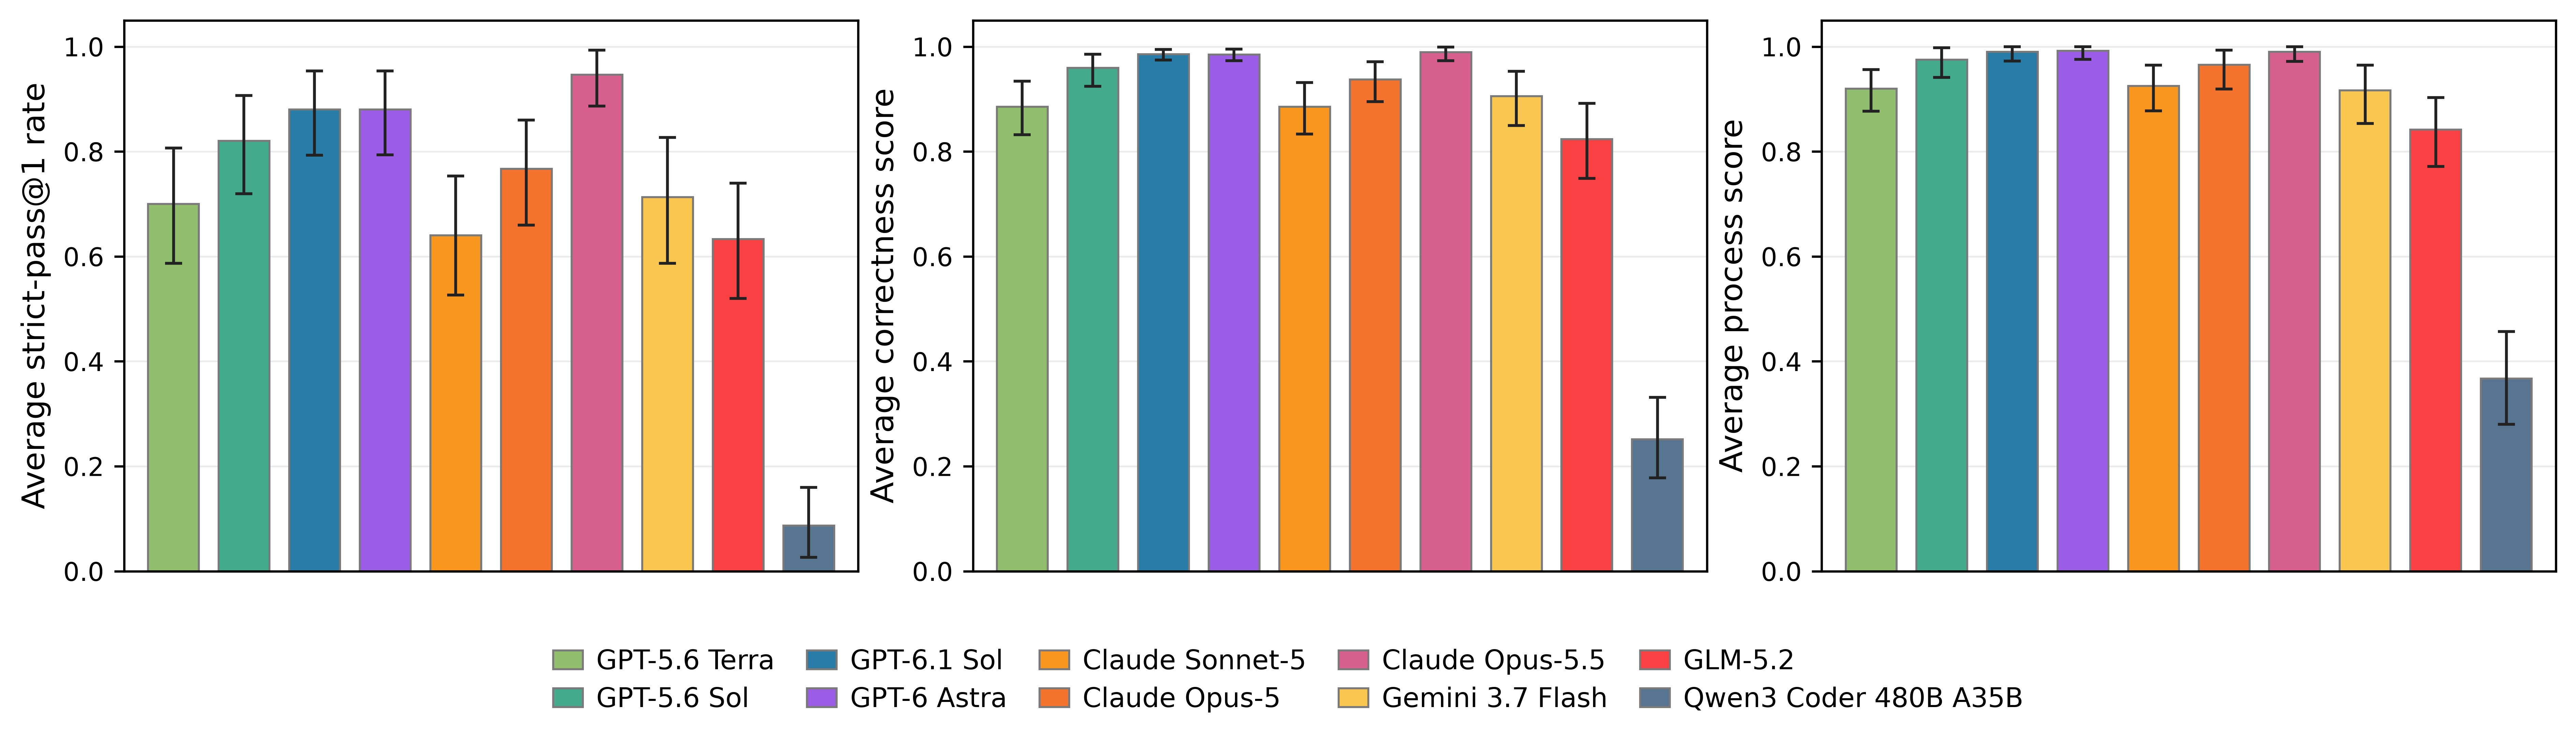 Average strict-pass@1 rate
1.0
0.8
0.6
0.4
0.2
0.0
Average correctness score
1.0
0.8
0.6
0.4
0.2
0.0
Average process score
1.0
0.8
0.6
0.4
0.2
0.0
GPT-5.6 Terra
GPT-5.6 Sol
GPT-6.1 Sol
GPT-6 Astra
Claude Sonnet-5
Claude Opus-5
Claude Opus-5.5
Gemini 3.7 Flash
GLM-5.2
Qwen3 Coder 480B A35B